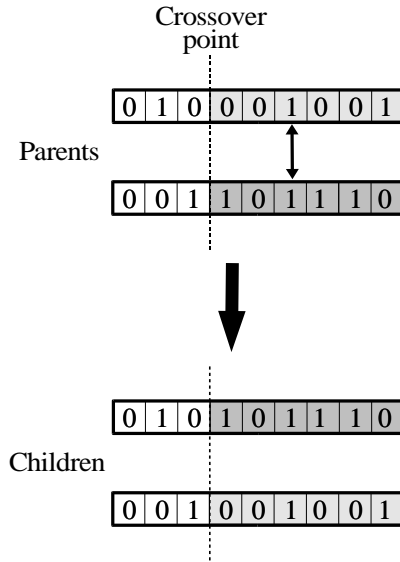 Crossover
point
0 1 0 0 0 1 0 0 1
Parents
0 0 1 1 0 1 1 1 0
0 1 0 1 0 1 1 1 0
Children
0 0 1 0 0 1 0 0 1